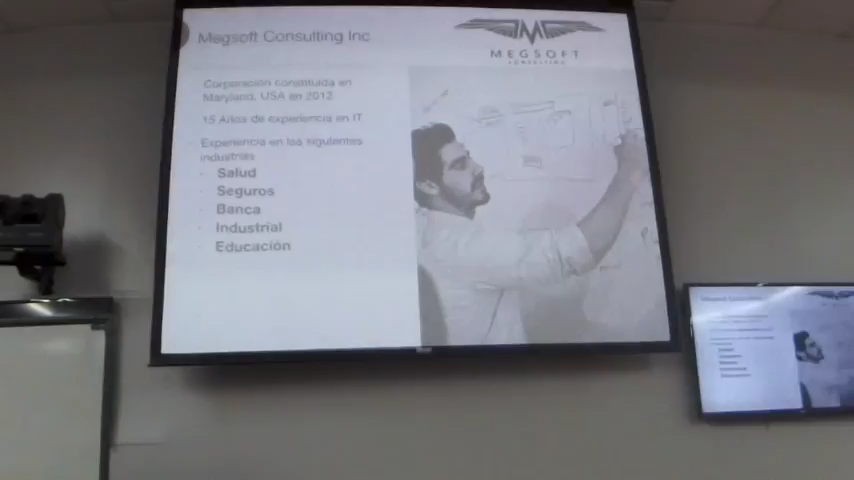 Megsoft Consulting Inc
MEGSOFT
CONSULTING
Corporación constituida en
Maryland, USA en 2012
15 Años de experiencia en IT
Experiencia en las siguientes
industrias
Salud
Seguros
Banca
Industrial
Educación